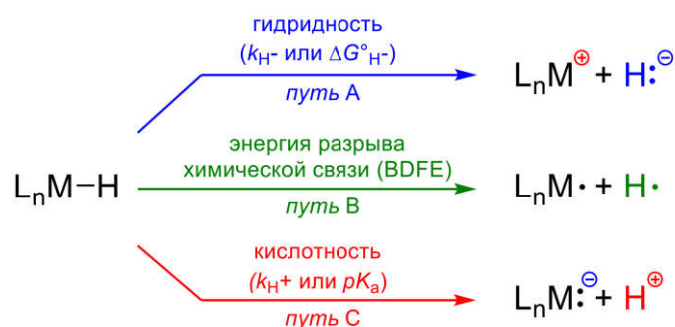 гидридность
(kH- или ΔG°H-)
путь A
LnM⊕ + H:⊖
энергия разрыва
химической связи (BDFE)
LnM–H
путь B
LnM· + H·
кислотность
(kH+ или pKa)
путь C
LnM:⊖ + H⊕